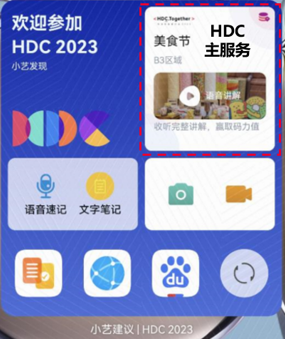 欢迎参加
HDC 2023
小艺发现
HDC.Together
美食节
B3区域
HDC
主服务
语音讲解
收听完整讲解，赢取码力值
语音速记
文字笔记
Baidu
小艺建议 | HDC 2023